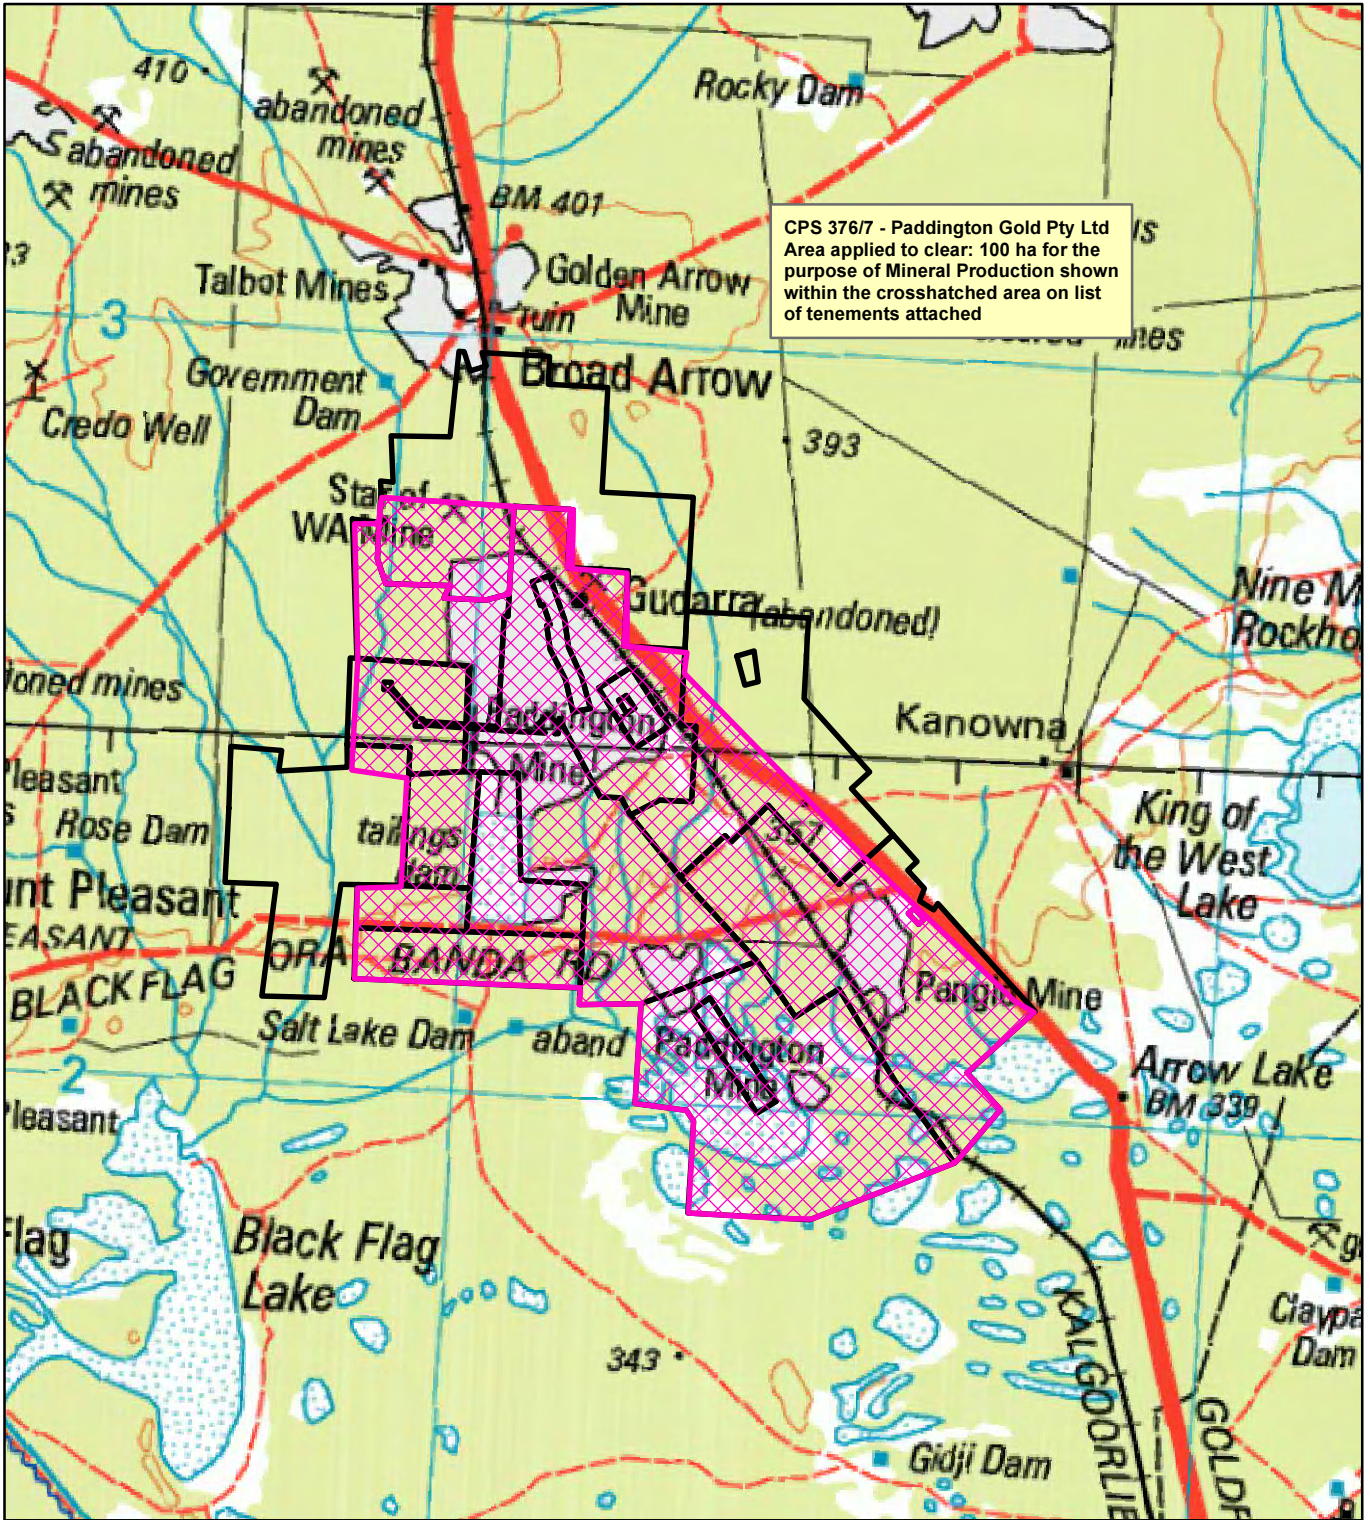 410
abandoned
mines
Rocky Dam
abandoned
mines
BM 401
CPS 376/7 - Paddington Gold Pty Ltd
Area applied to clear: 100 ha for the
purpose of Mineral Production shown
within the crosshatched area on list
of tenements attached
Talbot Mines
Golden Arrow
Mine
ruin
3
Broad Arrow
Government
Dam
Credo Well
393
Star of
WA Mine
Gudarra (abandoned)
Nine M
Rockho
doned mines
Paddington
Mine
Kanowna
Pleasant
Rose Dam
tailings
dam
357
King of
the West
Lake
unt Pleasant
EASANT
ORA BANDA RD
BLACK FLAG
Salt Lake Dam
aband
Paddington
Mine
Mine
Arrow Lake
BM 339
2
Pleasant
Flag
Black Flag
Lake
Claypa
Dam
343
KALGOORLIE
GOLDF
Gidji Dam